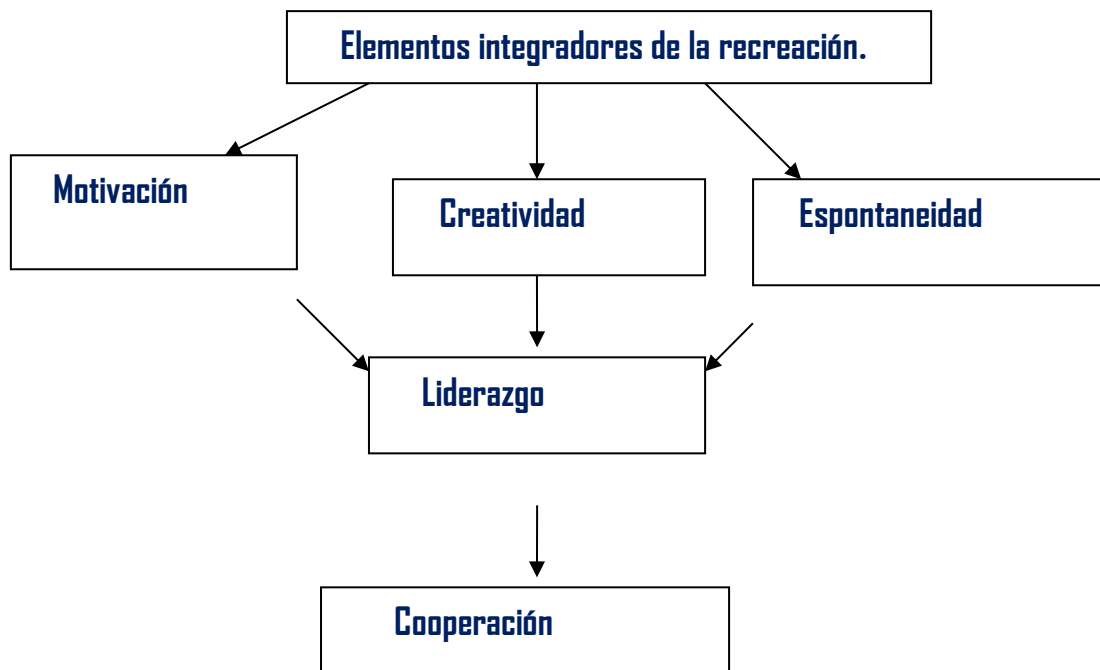 Elementos integradores de la recreación.
Motivación
Creatividad
Espontaneidad
Liderazgo
Cooperación